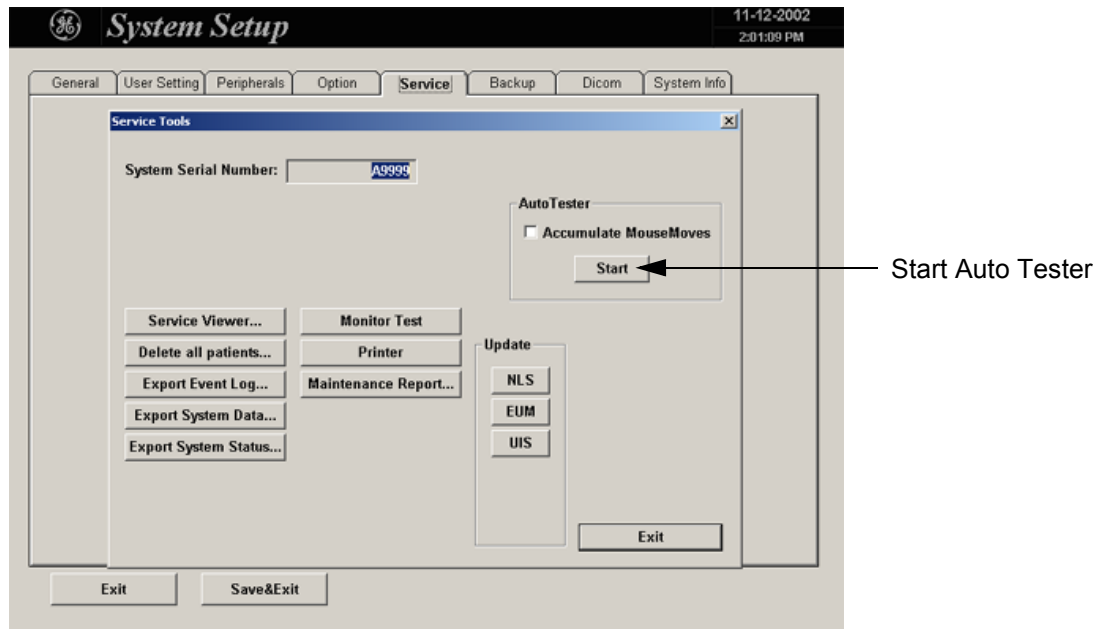 GE System Setup
11-12-2002
2:01:09 PM
General User Setting Peripherals Option Service Backup Dicom System Info
Service Tools
System Serial Number: A9999
AutoTester
Accumulate MouseMoves
Start
Start Auto Tester
Service Viewer... Monitor Test
Delete all patients... Printer
Export Event Log... Maintenance Report...
Export System Data...
Export System Status...
Update
NLS
EUM
UIS
Exit
Exit Save&Exit